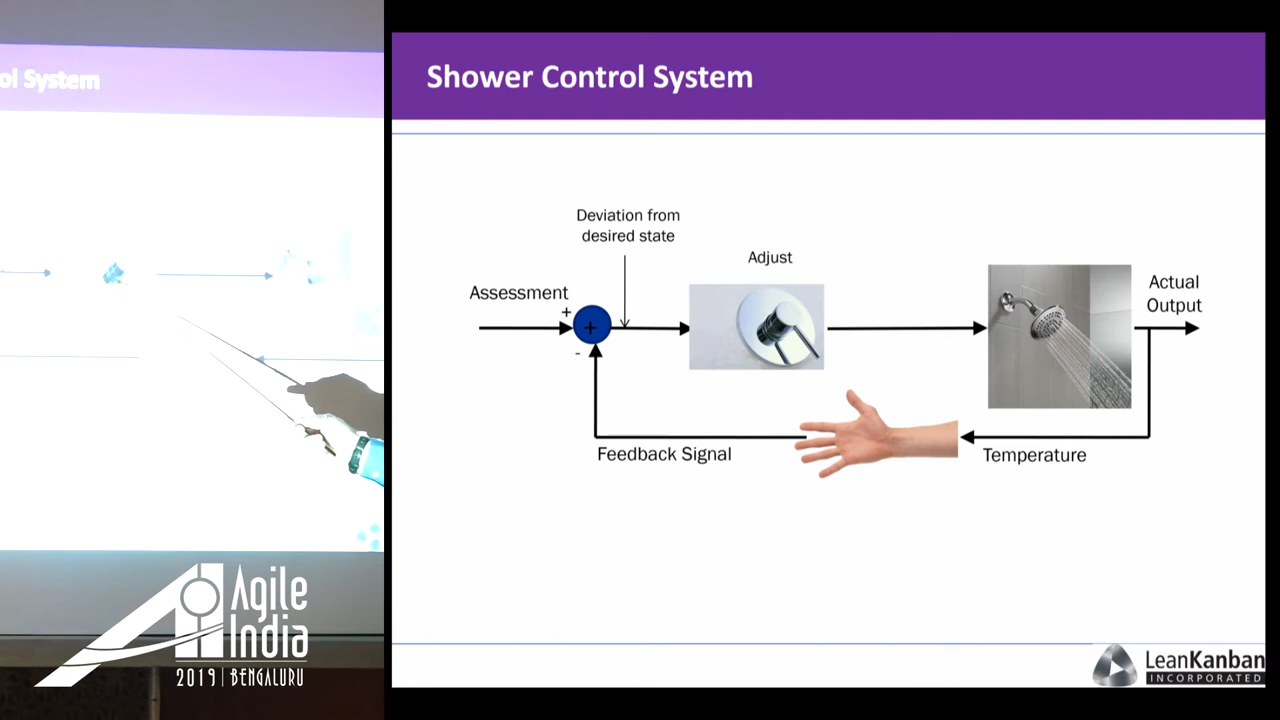 ol System
Shower Control System
Deviation from
desired state
Adjust
Assessment
+
+
-
Actual
Output
Feedback Signal
Temperature
Agile
India
2019 | BENGALURU
LeanKanban
INCORPORATED